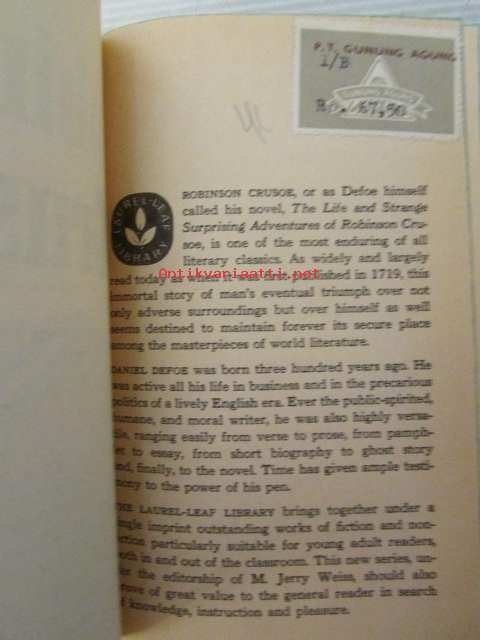 P.T. GUNUNG AGUNG
1/B
GUNUNG AGUNG
Rp. 67,50
LAUREL-LEAF LIBRARY
ROBINSON CRUSOE, or as Defoe himself
called his novel, The Life and Strange
Surprising Adventures of Robinson Cru-
soe, is one of the most enduring of all
literary classics. As widely and largely
read today as when it was first published in 1719, this
Antikvariaatti.net
immortal story of man's eventual triumph over not
only adverse surroundings but over himself as well
seems destined to maintain forever its secure place
among the masterpieces of world literature.
DANIEL DEFOE was born three hundred years ago. He
was active all his life in business and in the precarious
politics of a lively English era. Ever the public-spirited,
humane, and moral writer, he was also highly versa-
tile, ranging easily from verse to prose, from pamph-
let to essay, from short biography to ghost story
and, finally, to the novel. Time has given ample testi-
mony to the power of his pen.
THE LAUREL-LEAF LIBRARY brings together under a
single imprint outstanding works of fiction and non-
fiction particularly suitable for young adult readers,
both in and out of the classroom. This new series, un-
der the editorship of M. Jerry Weiss, should also
prove of great value to the general reader in search
of knowledge, instruction and pleasure.